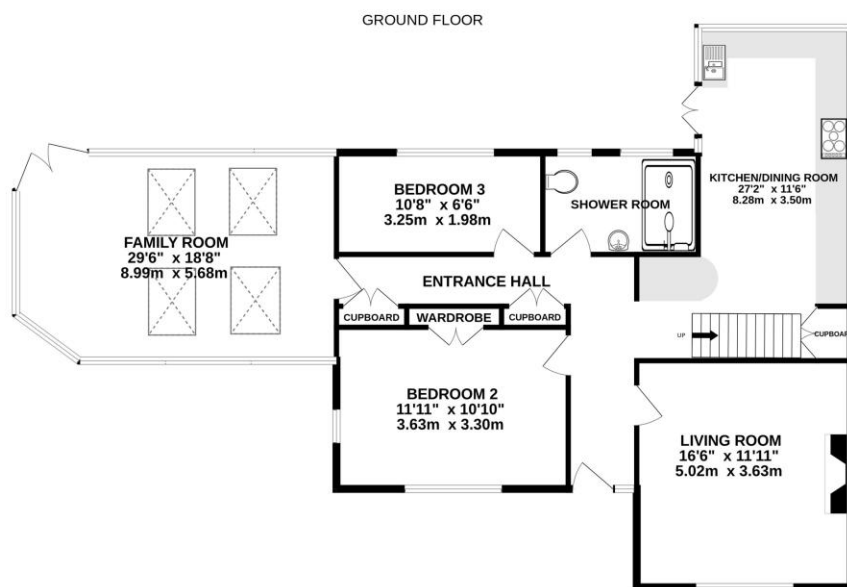 GROUND FLOOR
KITCHEN/DINING ROOM
27'2" x 11'6"
8.28m x 3.50m
BEDROOM 3
10'8" x 6'6"
3.25m x 1.98m
SHOWER ROOM
FAMILY ROOM
29'6" x 18'8"
8.99m x 5.68m
ENTRANCE HALL
CUPBOARD
WARDROBE
CUPBOARD
UP
CUPBOARD
BEDROOM 2
11'11" x 10'10"
3.63m x 3.30m
LIVING ROOM
16'6" x 11'11"
5.02m x 3.63m